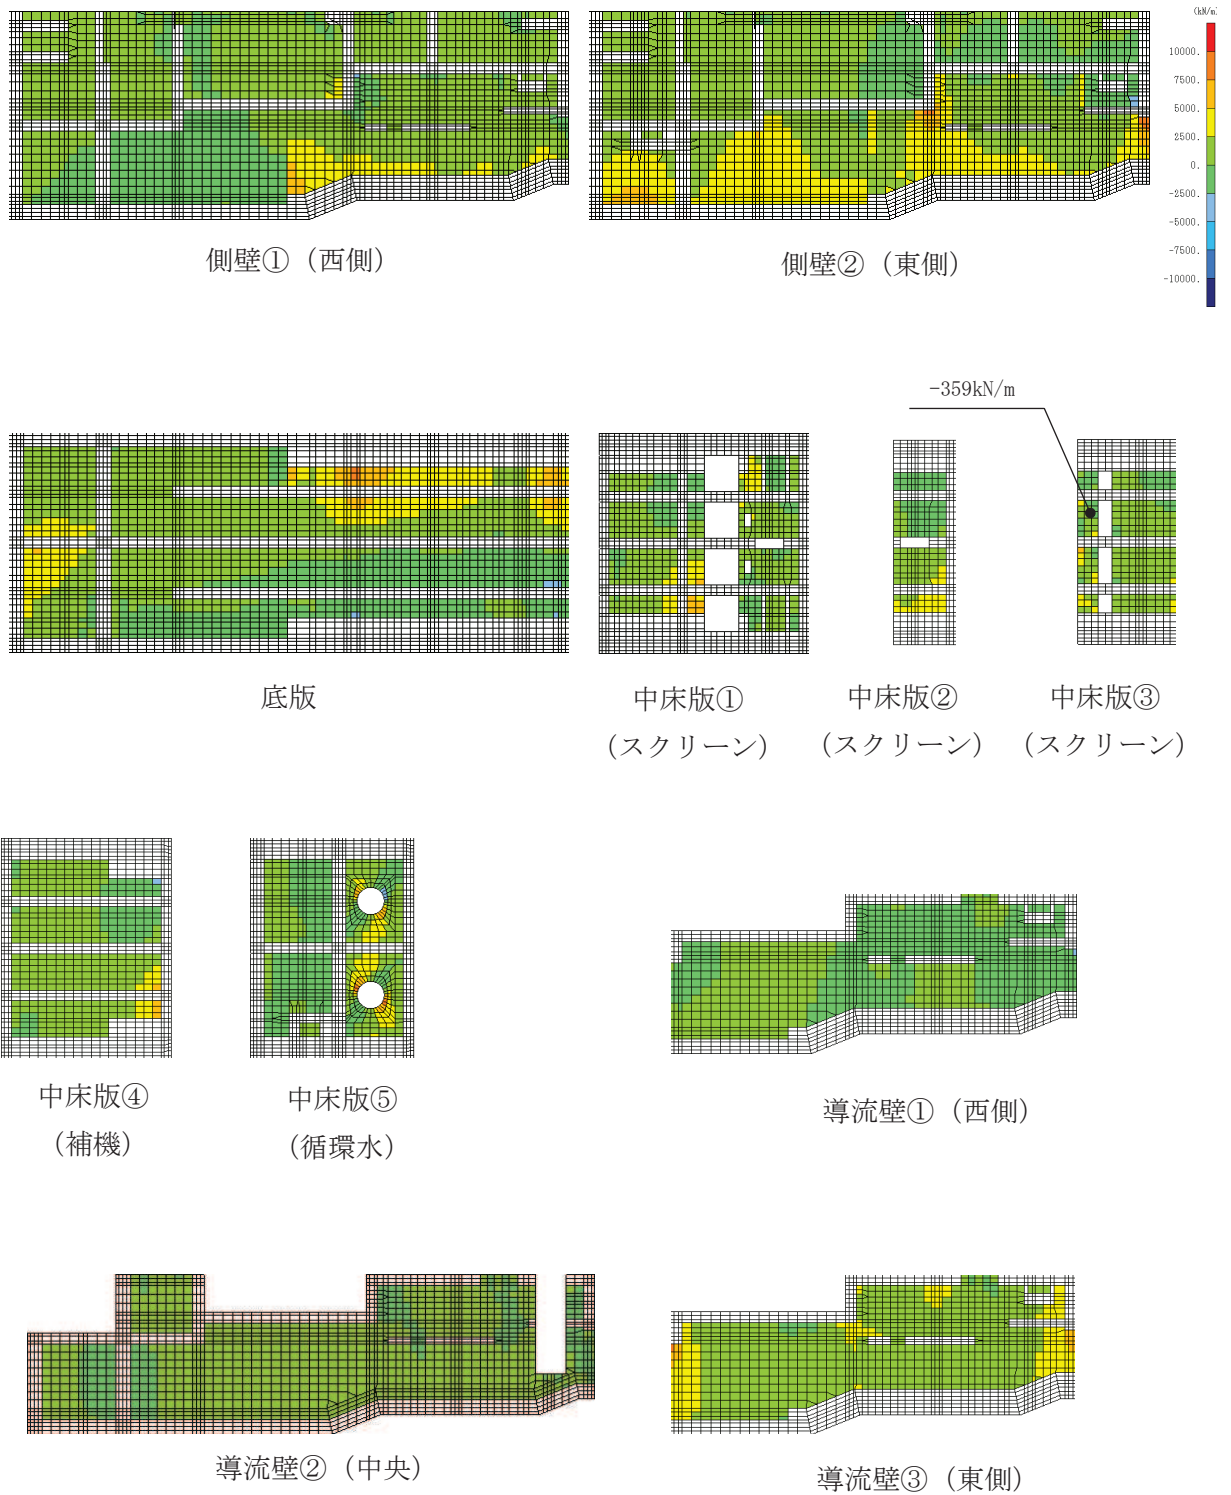 (kN/m)
10000.
7500.
5000.
2500.
0.
-2500.
-5000.
-7500.
-10000.
側壁①（西側）
側壁②（東側）
-359kN/m
底版
中床版①
（スクリーン）
中床版②
（スクリーン）
中床版③
（スクリーン）
中床版④
（補機）
中床版⑤
（循環水）
導流壁①（西側）
導流壁②（中央）
導流壁③（東側）